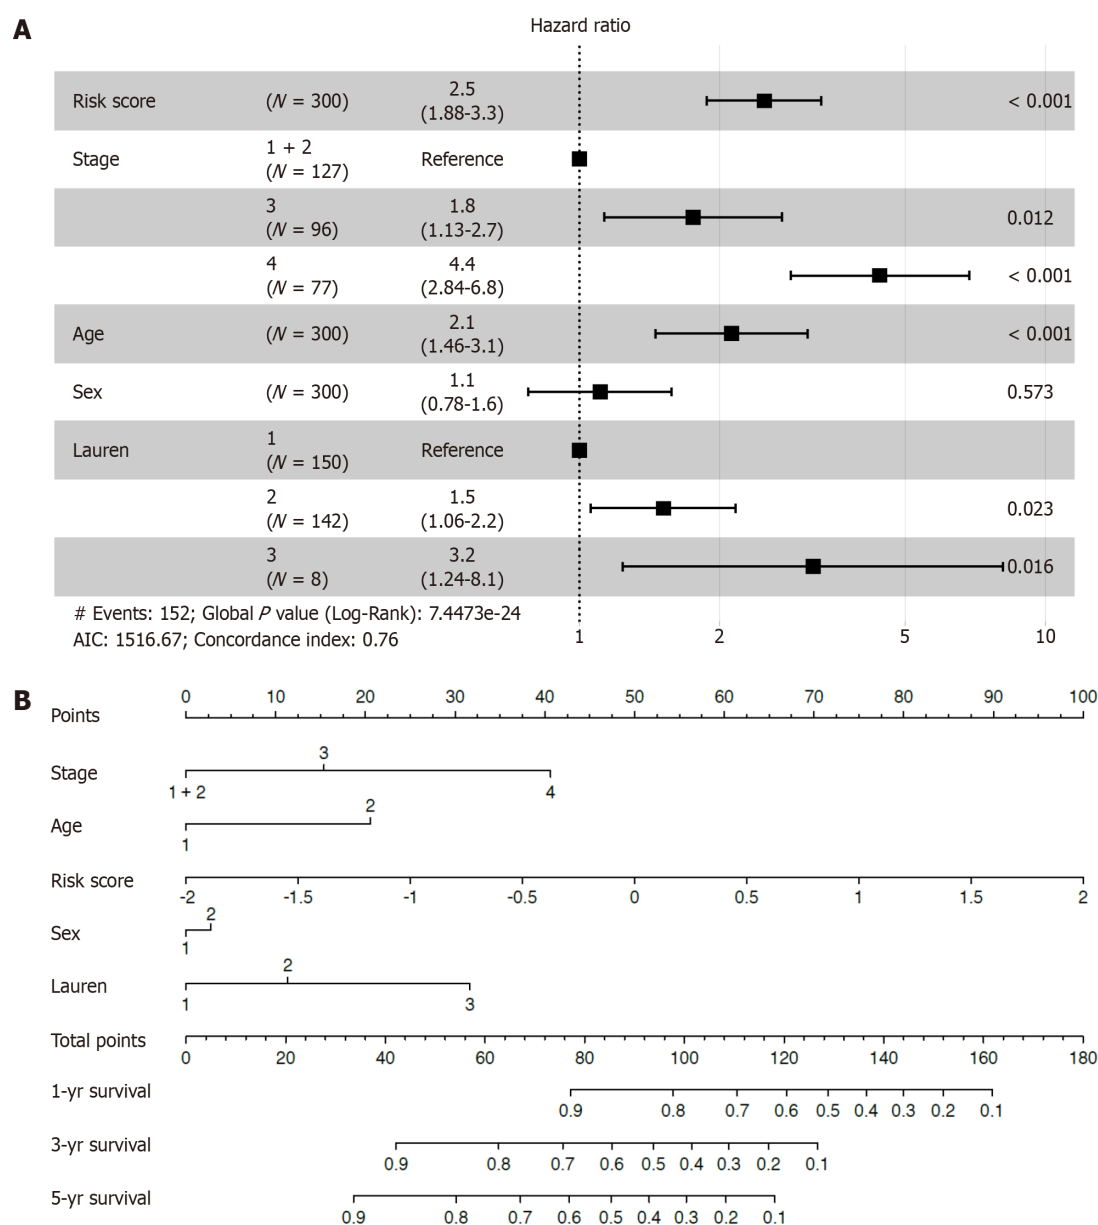 A
Hazard ratio
Risk score (N = 300) 2.5 (1.88-3.3) < 0.001
Stage 1 + 2 (N = 127) Reference
3 (N = 96) 1.8 (1.13-2.7) 0.012
4 (N = 77) 4.4 (2.84-6.8) < 0.001
Age (N = 300) 2.1 (1.46-3.1) < 0.001
Sex (N = 300) 1.1 (0.78-1.6) 0.573
Lauren 1 (N = 150) Reference
2 (N = 142) 1.5 (1.06-2.2) 0.023
3 (N = 8) 3.2 (1.24-8.1) 0.016
# Events: 152; Global P value (Log-Rank): 7.4473e-24
AIC: 1516.67; Concordance index: 0.76
1 2 5 10
B
Points 0 10 20 30 40 50 60 70 80 90 100
Stage 1 + 2 3 4
Age 1 2
Risk score -2 -1.5 -1 -0.5 0 0.5 1 1.5 2
Sex 1 2
Lauren 1 2 3
Total points 0 20 40 60 80 100 120 140 160 180
1-yr survival 0.9 0.8 0.7 0.6 0.5 0.4 0.3 0.2 0.1
3-yr survival 0.9 0.8 0.7 0.6 0.5 0.4 0.3 0.2 0.1
5-yr survival 0.9 0.8 0.7 0.6 0.5 0.4 0.3 0.2 0.1